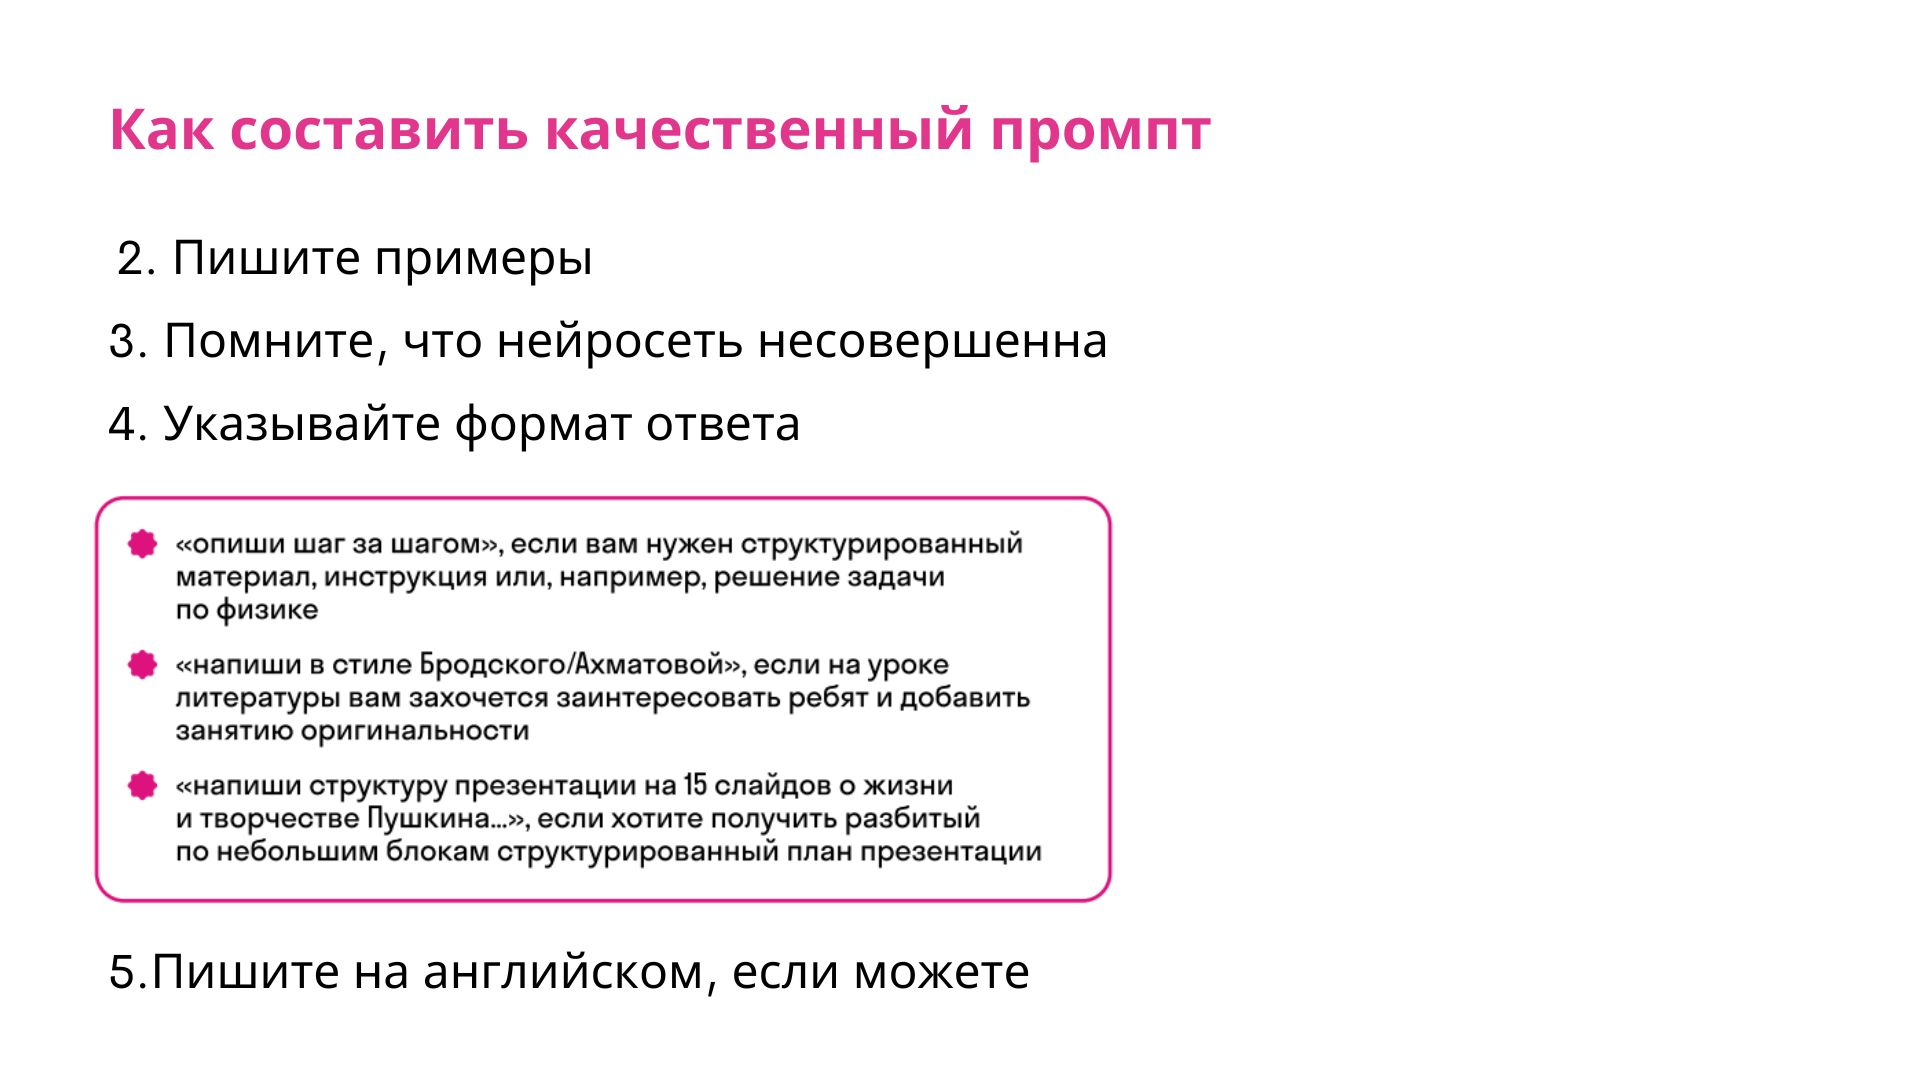 Как составить качественный промпт
2. Пишите примеры
3. Помните, что нейросеть несовершенна
4. Указывайте формат ответа
«опиши шаг за шагом», если вам нужен структурированный
материал, инструкция или, например, решение задачи
по физике
«напиши в стиле Бродского/Ахматовой», если на уроке
литературы вам захочется заинтересовать ребят и добавить
занятию оригинальности
«напиши структуру презентации на 15 слайдов о жизни
и творчестве Пушкина...», если хотите получить разбитый
по небольшим блокам структурированный план презентации
5.Пишите на английском, если можете